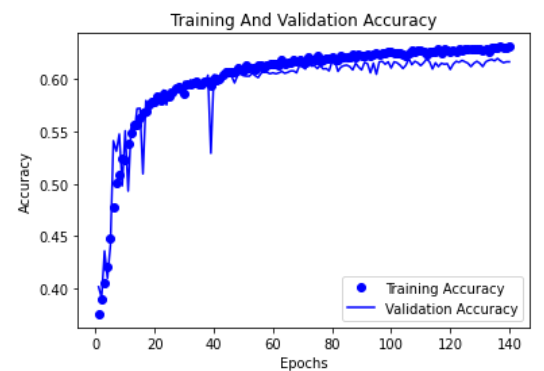 Training And Validation Accuracy
0.60
0.55
0.50
0.45
0.40
Accuracy
Training Accuracy
Validation Accuracy
0 20 40 60 80 100 120 140
Epochs